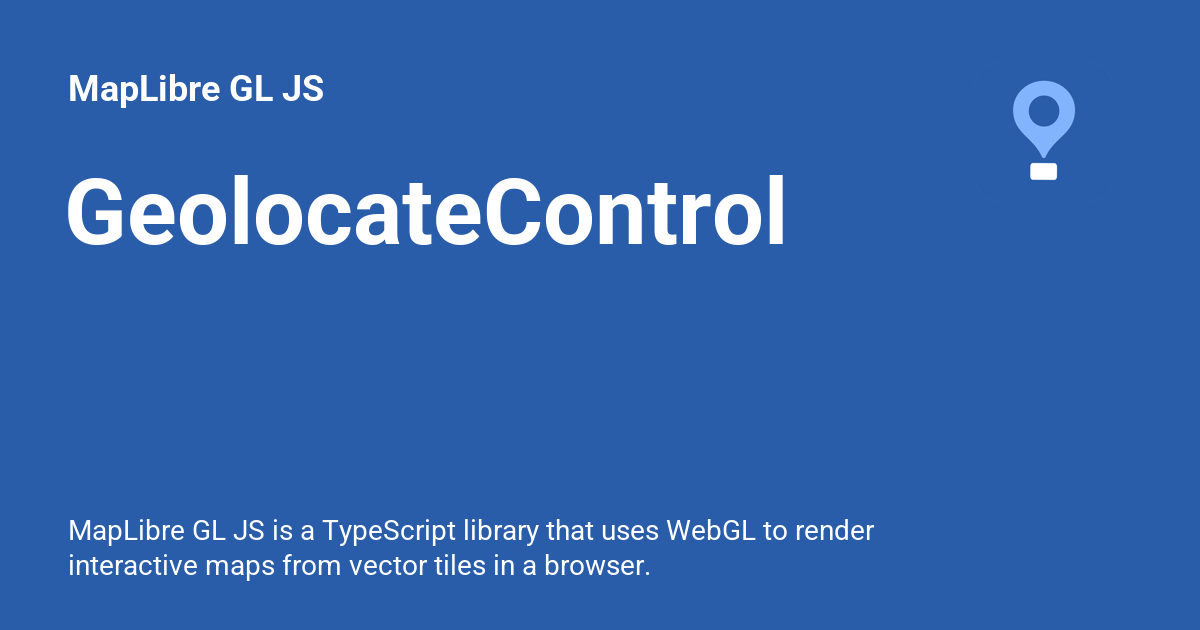 MapLibre GL JS
GeolocateControl
MapLibre GL JS is a TypeScript library that uses WebGL to render
interactive maps from vector tiles in a browser.